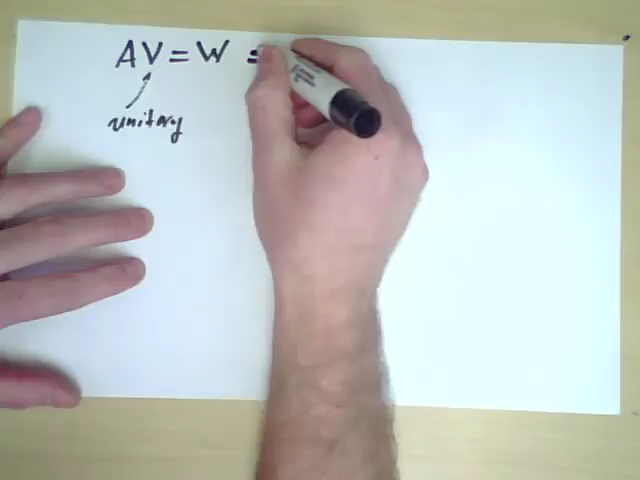 AV = W =
unitary